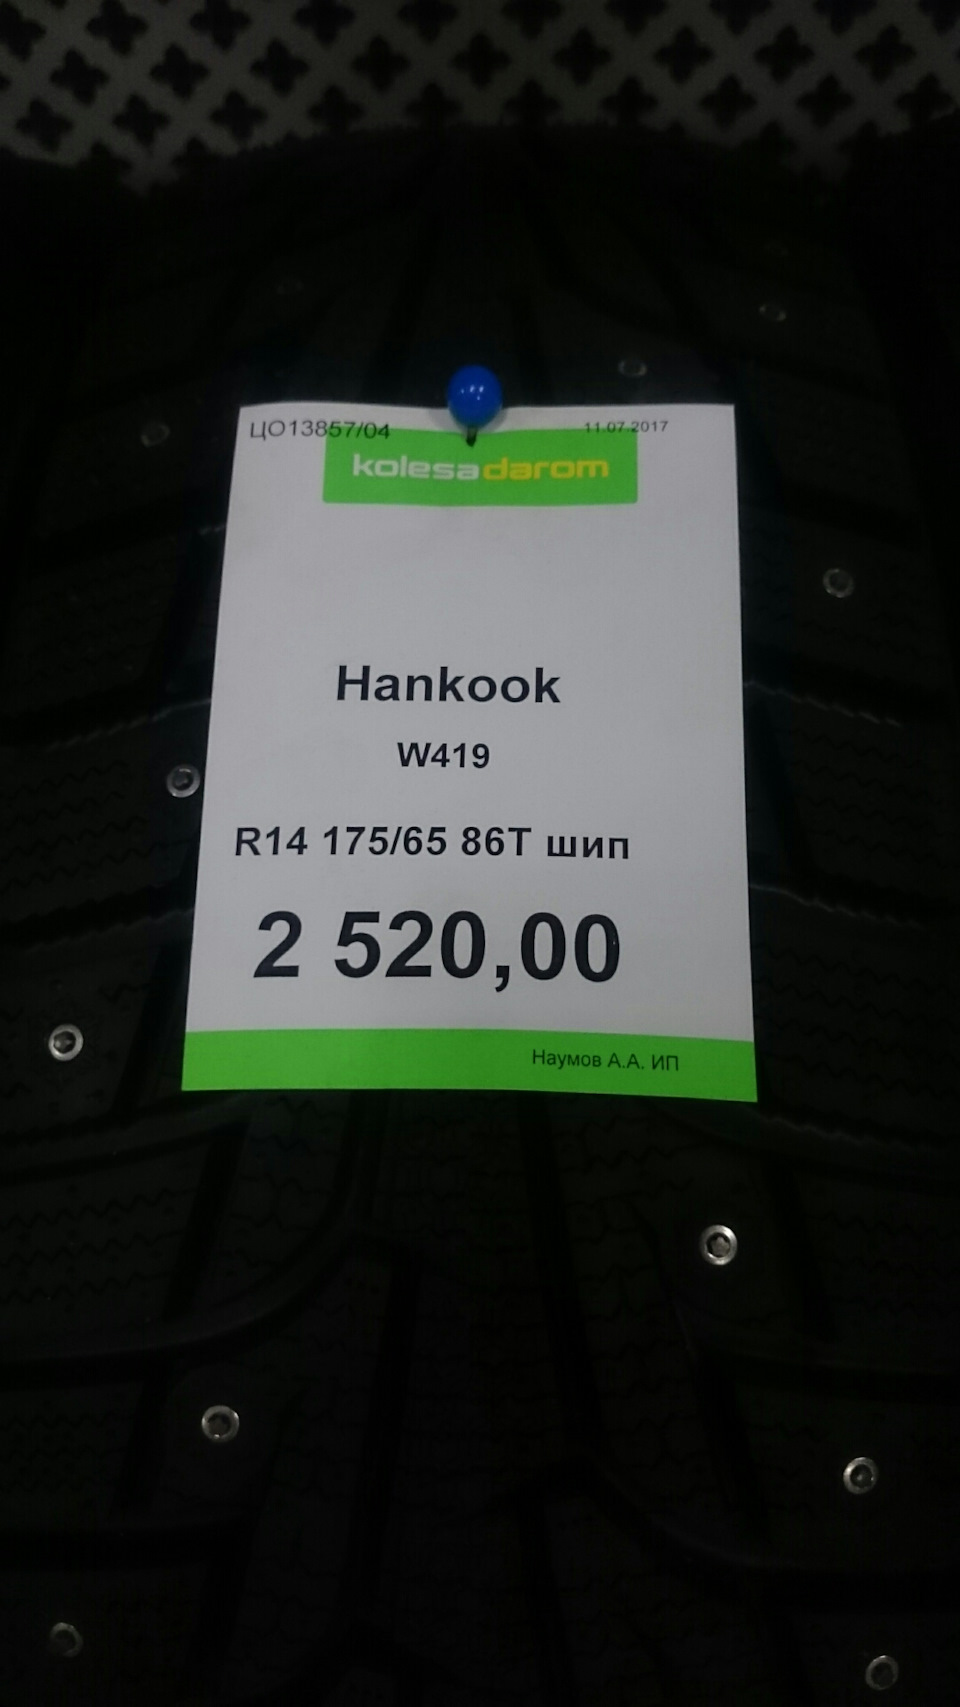 ЦО13857/04 11.07.2017
kolesadarom
Hankook
W419
R14 175/65 86T шип
2 520,00
Наумов А.А. ИП